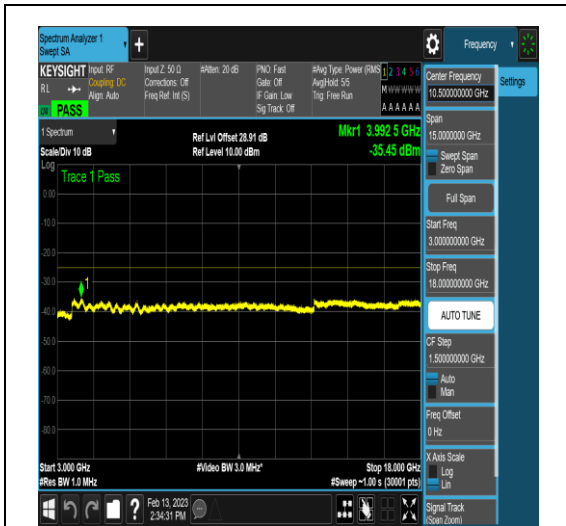 Spectrum Analyzer 1
Swept SA
+
Frequency
KEYSIGHT
RL
Input: RF
Coupling: DC
Align: Auto
Input Z: 50 Ω
Corrections: Off
Freq Ref: Int (S)
#Atten: 20 dB
PNO: Fast
Gate: Off
IF Gain: Low
Sig Track: Off
#Avg Type: Power (RMS
Avg|Hold: 5/5
Trig: Free Run
1 2 3 4 5 6
M W W W W W
A A A A A A
PASS
1 Spectrum
Scale/Div 10 dB
Ref Lvl Offset 28.91 dB
Ref Level 10.00 dBm
Mkr1 3.992 5 GHz
-35.45 dBm
Log
Trace 1 Pass
0.00
-10.0
-20.0
-30.0
-40.0
-50.0
-60.0
-70.0
-80.0
1
Start 3.000 GHz
#Res BW 1.0 MHz
#Video BW 3.0 MHz*
Stop 18.000 GHz
#Sweep ~1.00 s (30001 pts)
Feb 13, 2023
2:34:31 PM
Settings
Center Frequency
10.500000000 GHz
Span
15.0000000 GHz
Swept Span
Zero Span
Full Span
Start Freq
3.000000000 GHz
Stop Freq
18.000000000 GHz
AUTO TUNE
CF Step
1.500000000 GHz
Auto
Man
Freq Offset
0 Hz
X Axis Scale
Log
Lin
Signal Track
(Span Zoom)